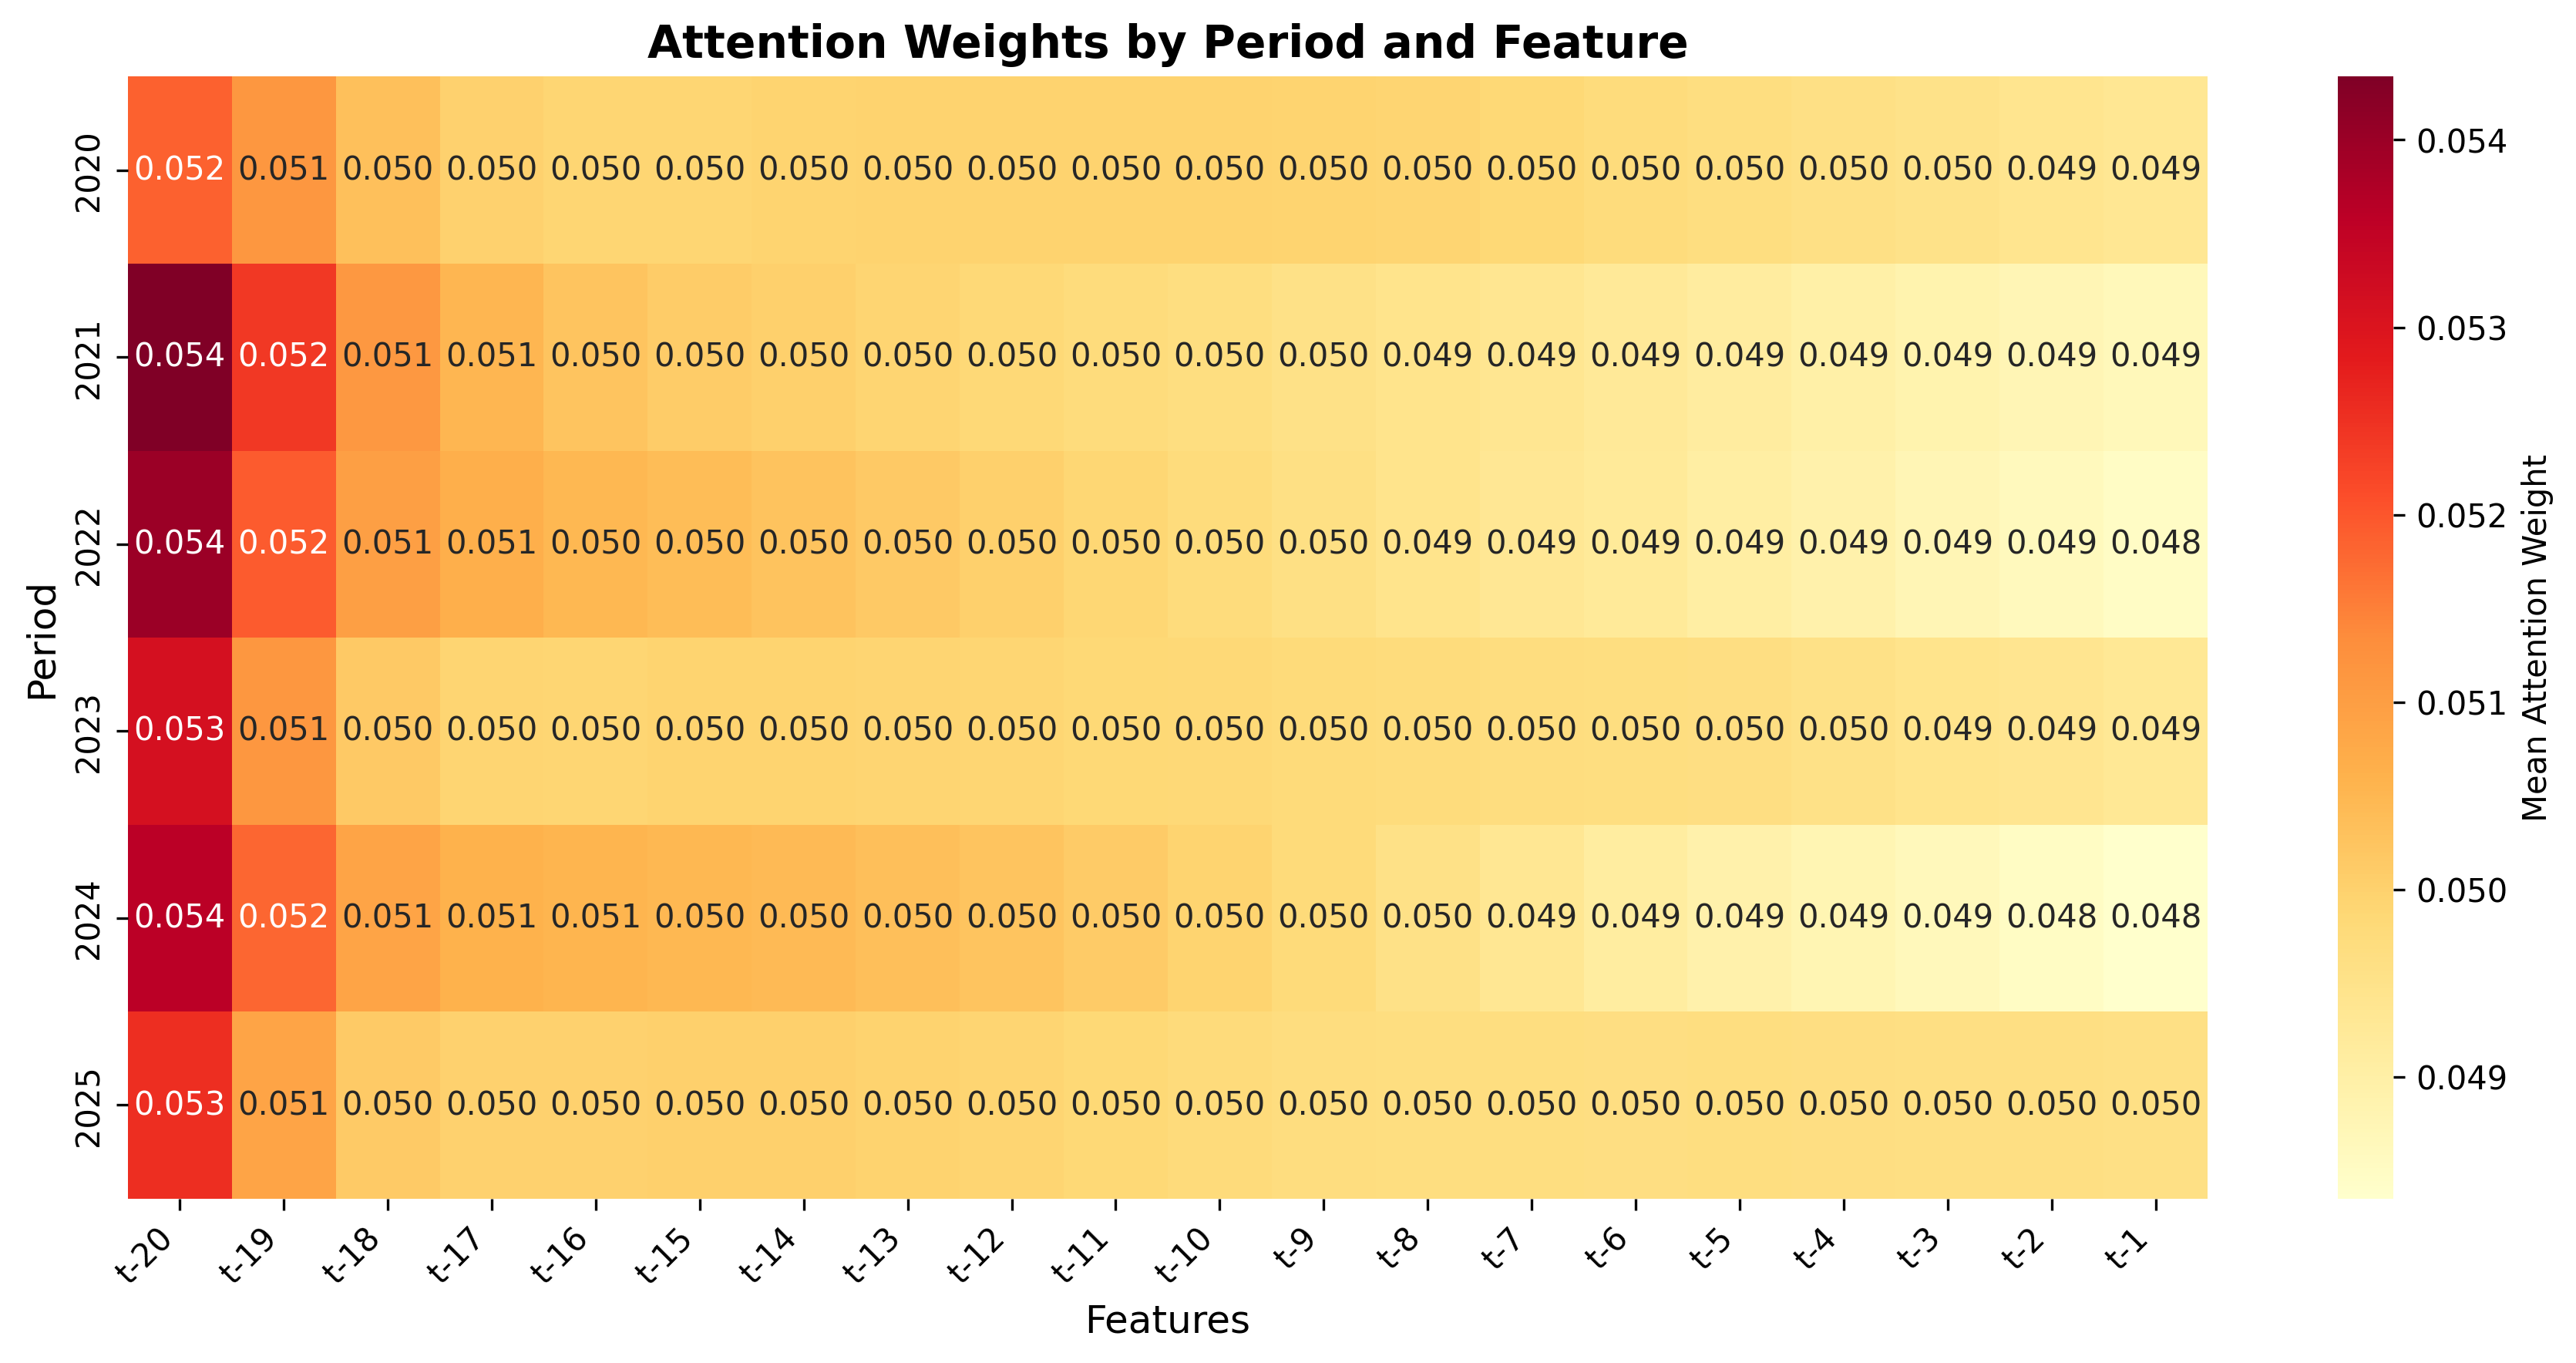 Attention Weights by Period and Feature
2020
0.052 0.051 0.050 0.050 0.050 0.050 0.050 0.050 0.050 0.050 0.050 0.050 0.050 0.050 0.050 0.050 0.050 0.050 0.049 0.049
2021
0.054 0.052 0.051 0.051 0.050 0.050 0.050 0.050 0.050 0.050 0.050 0.050 0.049 0.049 0.049 0.049 0.049 0.049 0.049 0.049
2022
0.054 0.052 0.051 0.051 0.050 0.050 0.050 0.050 0.050 0.050 0.050 0.050 0.049 0.049 0.049 0.049 0.049 0.049 0.049 0.048
2023
0.053 0.051 0.050 0.050 0.050 0.050 0.050 0.050 0.050 0.050 0.050 0.050 0.050 0.050 0.050 0.050 0.050 0.049 0.049 0.049
2024
0.054 0.052 0.051 0.051 0.051 0.050 0.050 0.050 0.050 0.050 0.050 0.050 0.050 0.049 0.049 0.049 0.049 0.049 0.048 0.048
2025
0.053 0.051 0.050 0.050 0.050 0.050 0.050 0.050 0.050 0.050 0.050 0.050 0.050 0.050 0.050 0.050 0.050 0.050 0.050 0.050
Period
t-20 t-19 t-18 t-17 t-16 t-15 t-14 t-13 t-12 t-11 t-10 t-9 t-8 t-7 t-6 t-5 t-4 t-3 t-2 t-1
Features
0.054
0.053
0.052
0.051
0.050
0.049
Mean Attention Weight